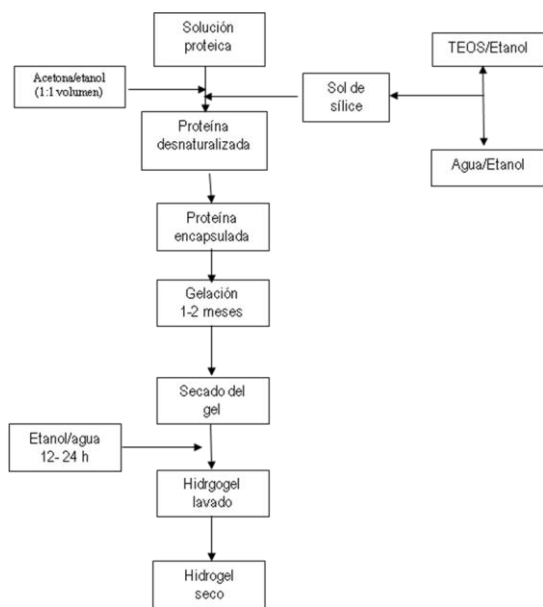 Solución
proteica
TEOS/Etanol
Acetona/etanol
(1:1 volumen)
Sol de
sílice
Proteína
desnaturalizada
Agua/Etanol
Proteína
encapsulada
Gelación
1-2 meses
Secado del
gel
Etanol/agua
12- 24 h
Hidrgogel
lavado
Hidrogel
seco